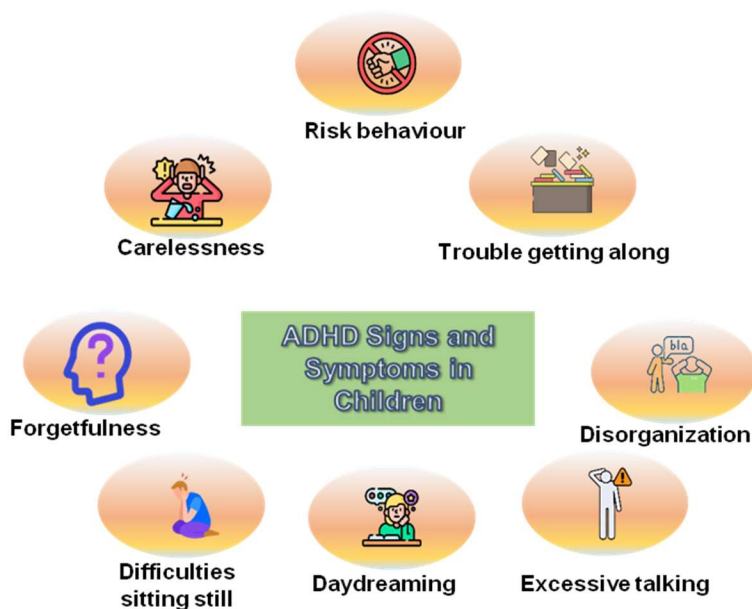 Risk behaviour
Carelessness
Trouble getting along
ADHD Signs and
Symptoms in
Children
Forgetfulness
bla
Disorganization
Difficulties
sitting still
Daydreaming
Excessive talking